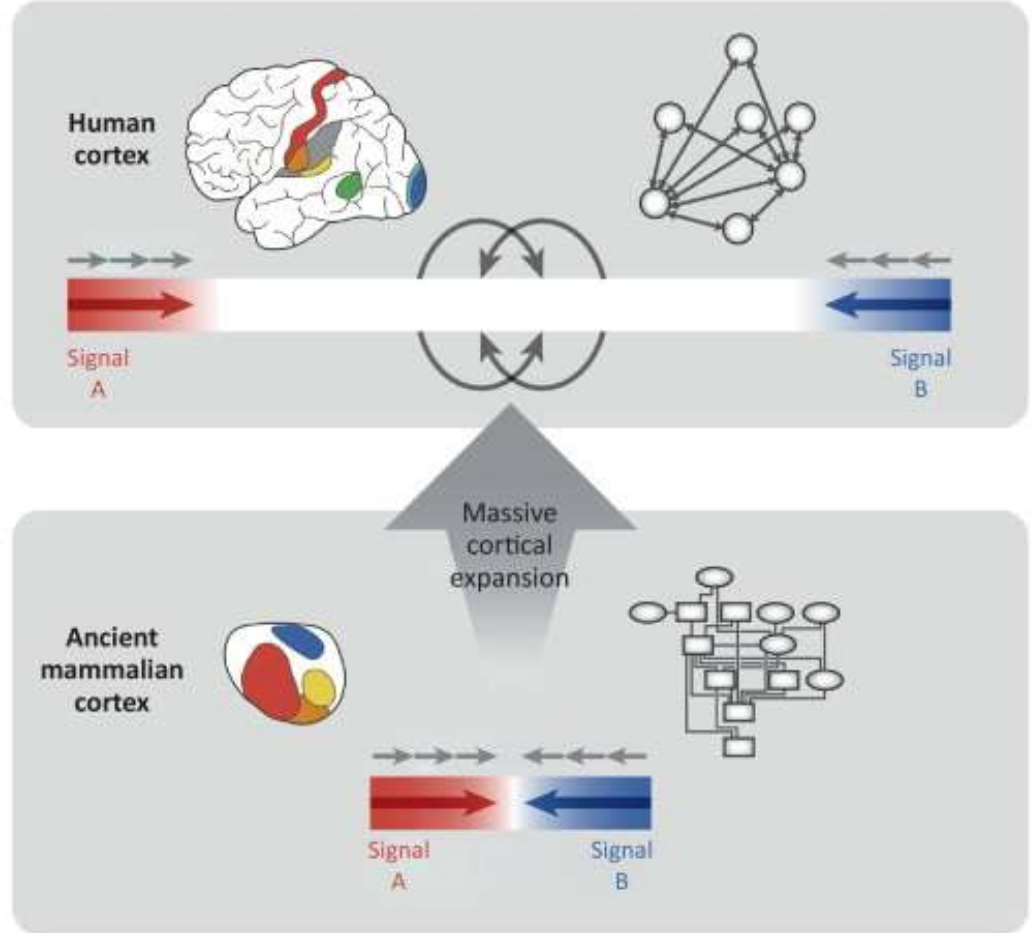 Human
cortex
Signal
A
Signal
B
Massive
cortical
expansion
Ancient
mammalian
cortex
Signal
A
Signal
B